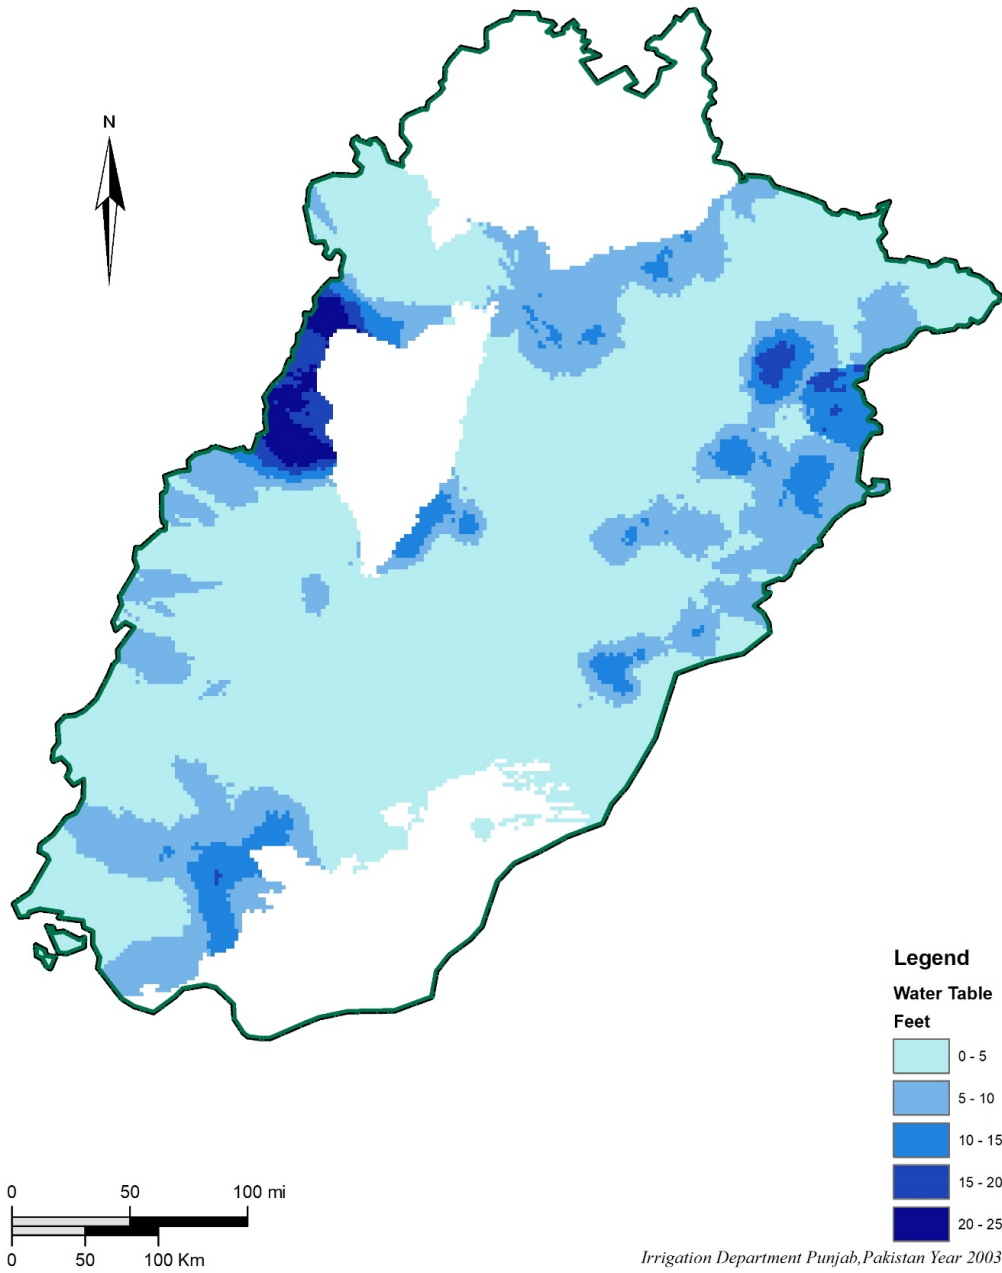 N
Legend
Water Table
Feet
0 - 5
5 - 10
10 - 15
15 - 20
20 - 25
0 50 100 mi
0 50 100 Km
Irrigation Department Punjab,Pakistan Year 2003